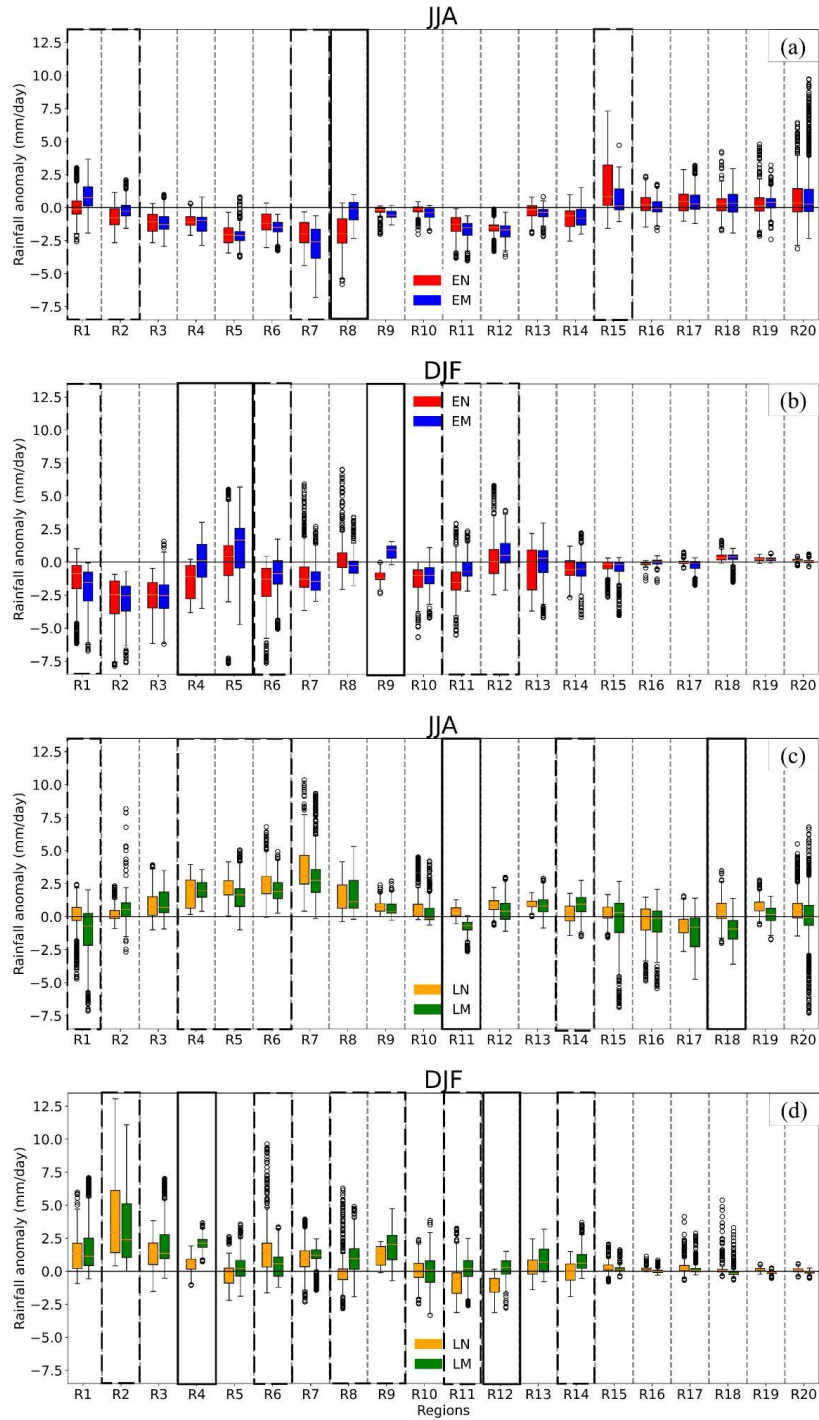 JJA
(a)
Rainfall anomaly (mm/day)
12.5
10.0
7.5
5.0
2.5
0.0
−2.5
−5.0
−7.5
EN
EM
R1 R2 R3 R4 R5 R6 R7 R8 R9 R10 R11 R12 R13 R14 R15 R16 R17 R18 R19 R20
DJF
(b)
Rainfall anomaly (mm/day)
12.5
10.0
7.5
5.0
2.5
0.0
−2.5
−5.0
−7.5
EN
EM
R1 R2 R3 R4 R5 R6 R7 R8 R9 R10 R11 R12 R13 R14 R15 R16 R17 R18 R19 R20
JJA
(c)
Rainfall anomaly (mm/day)
12.5
10.0
7.5
5.0
2.5
0.0
−2.5
−5.0
−7.5
LN
LM
R1 R2 R3 R4 R5 R6 R7 R8 R9 R10 R11 R12 R13 R14 R15 R16 R17 R18 R19 R20
DJF
(d)
Rainfall anomaly (mm/day)
12.5
10.0
7.5
5.0
2.5
0.0
−2.5
−5.0
−7.5
LN
LM
R1 R2 R3 R4 R5 R6 R7 R8 R9 R10 R11 R12 R13 R14 R15 R16 R17 R18 R19 R20
Regions